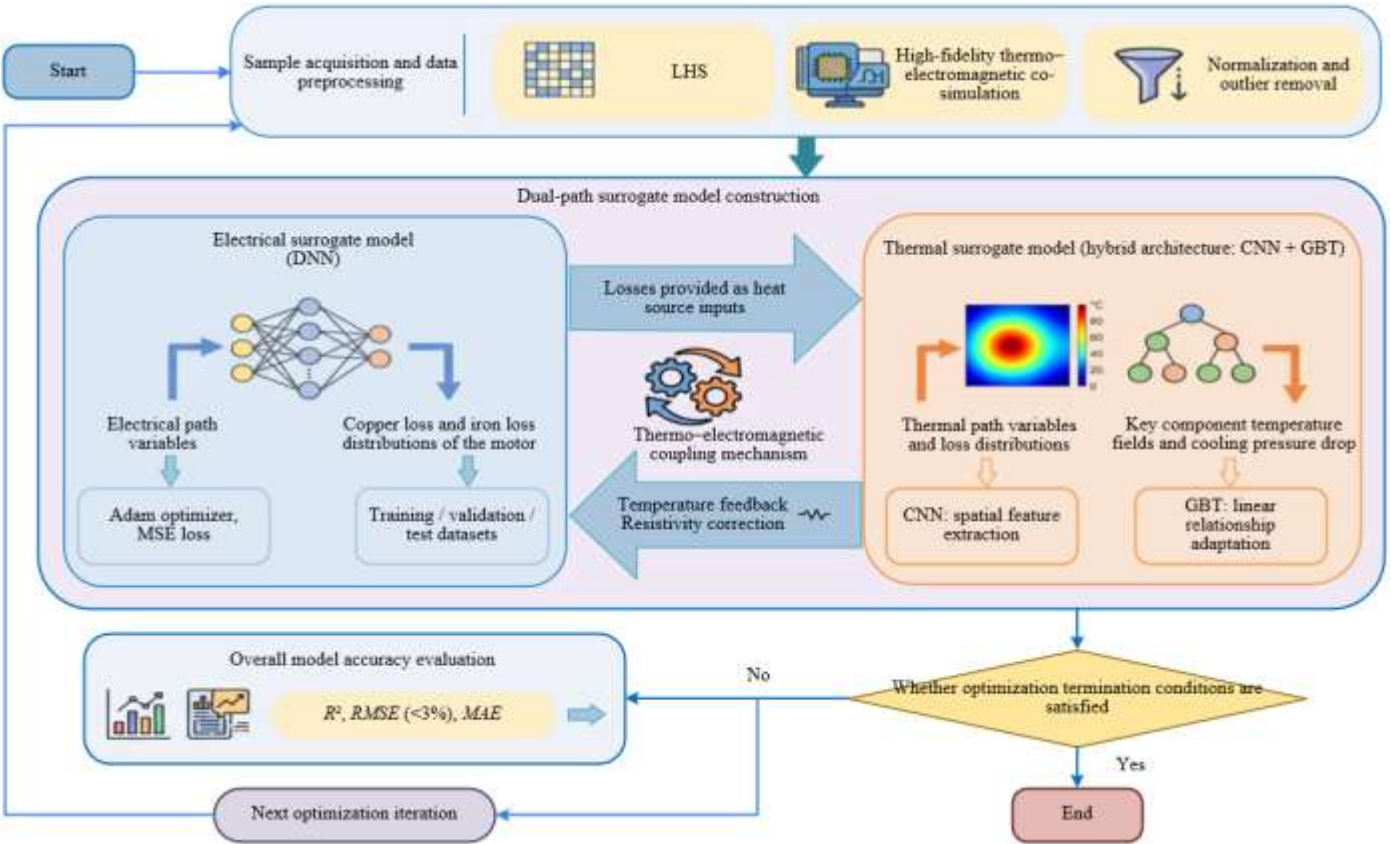 Start
Sample acquisition and data
preprocessing
LHS
High-fidelity thermo–
electromagnetic co-
simulation
Normalization and
outlier removal
Dual-path surrogate model construction
Electrical surrogate model
(DNN)
Electrical path
variables
Copper loss and iron loss
distributions of the motor
Adam optimizer,
MSE loss
Training / validation /
test datasets
Losses provided as heat
source inputs
Thermo–electromagnetic
coupling mechanism
Temperature feedback
Resistivity correction
Thermal surrogate model (hybrid architecture: CNN + GBT)
°C
80
60
40
20
0
Thermal path variables
and loss distributions
Key component temperature
fields and cooling pressure drop
CNN: spatial feature
extraction
GBT: linear
relationship
adaptation
Overall model accuracy evaluation
R², RMSE (<3%), MAE
No
Whether optimization termination conditions are
satisfied
Yes
Next optimization iteration
End